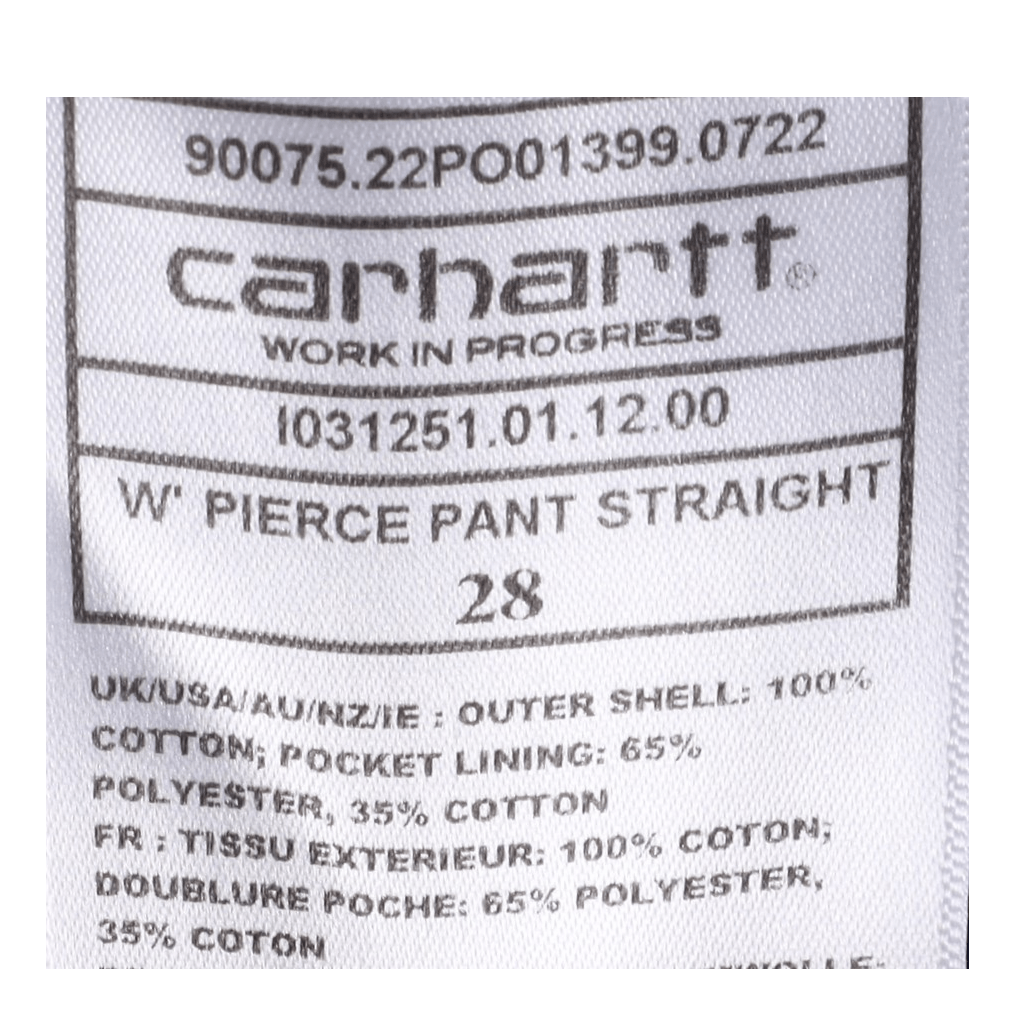 90075.22PO01399.0722
carhartt®
WORK IN PROGRESS
I031251.01.12.00
W' PIERCE PANT STRAIGHT
28
UK/USA/AU/NZ/IE : OUTER SHELL: 100%
COTTON; POCKET LINING: 65%
POLYESTER, 35% COTTON
FR : TISSU EXTERIEUR: 100% COTON;
DOUBLURE POCHE: 65% POLYESTER,
35% COTON